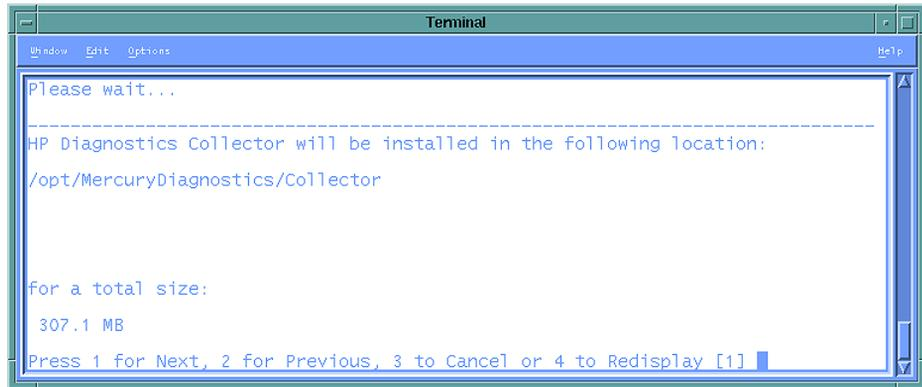 Terminal
Window Edit Options Help
Please wait...
-------------------------------------------------------------------------------
HP Diagnostics Collector will be installed in the following location:
/opt/MercuryDiagnostics/Collector
for a total size:
307.1 MB
Press 1 for Next, 2 for Previous, 3 to Cancel or 4 to Redisplay [1]